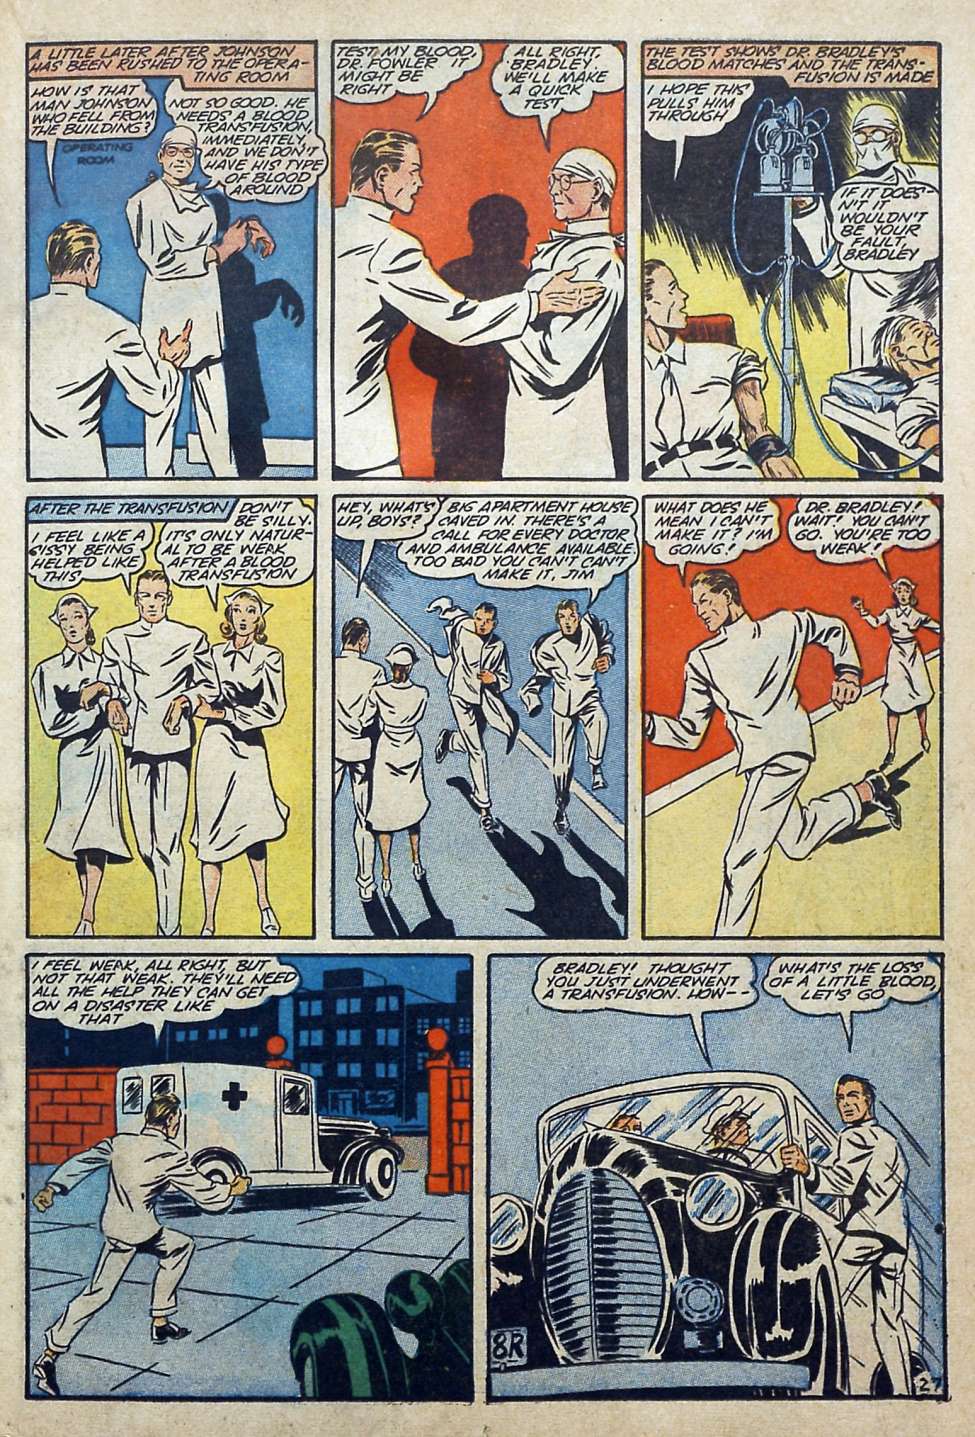 A LITTLE LATER AFTER JOHNSON
HAS BEEN RUSHED TO THE OPERA-
TING ROOM
HOW IS THAT
MAN JOHNSON
WHO FELL FROM
THE BUILDING?
NOT SO GOOD. HE
NEEDS A BLOOD
TRANSFUSION,
IMMEDIATELY,
AND WE DON'T
HAVE HIS TYPE
OF BLOOD
AROUND
OPERATING
ROOM
TEST MY BLOOD,
DR. FOWLER IT
MIGHT BE
RIGHT
ALL RIGHT,
BRADLEY.
WE'LL MAKE
A QUICK
TEST
THE TEST SHOWS DR. BRADLEY'S
BLOOD MATCHES AND THE TRANS-
FUSION IS MADE
I HOPE THIS
PULLS HIM
THROUGH
IF IT DOES-
N'T IT
WOULDN'T
BE YOUR
FAULT,
BRADLEY
AFTER THE TRANSFUSION
I FEEL LIKE A
SISSY BEING
HELPED LIKE
THIS
DON'T
BE SILLY.
IT'S ONLY NATUR-
AL TO BE WEAK
AFTER A BLOOD
TRANSFUSION
HEY, WHAT'S
UP, BOYS?
BIG APARTMENT HOUSE
CAVED IN. THERE'S A
CALL FOR EVERY DOCTOR
AND AMBULANCE AVAILABLE.
TOO BAD YOU CAN'T CAN'T
MAKE IT, JIM
WHAT DOES HE
MEAN I CAN'T
MAKE IT? I'M
GOING!
DR. BRADLEY!
WAIT! YOU CAN'T
GO. YOU'RE TOO
WEAK!
I FEEL WEAK, ALL RIGHT, BUT
NOT THAT WEAK. THEY'LL NEED
ALL THE HELP THEY CAN GET
ON A DISASTER LIKE
THAT
BRADLEY! THOUGHT
YOU JUST UNDERWENT
A TRANSFUSION. HOW--
WHAT'S THE LOSS
OF A LITTLE BLOOD,
LET'S GO
8R
2